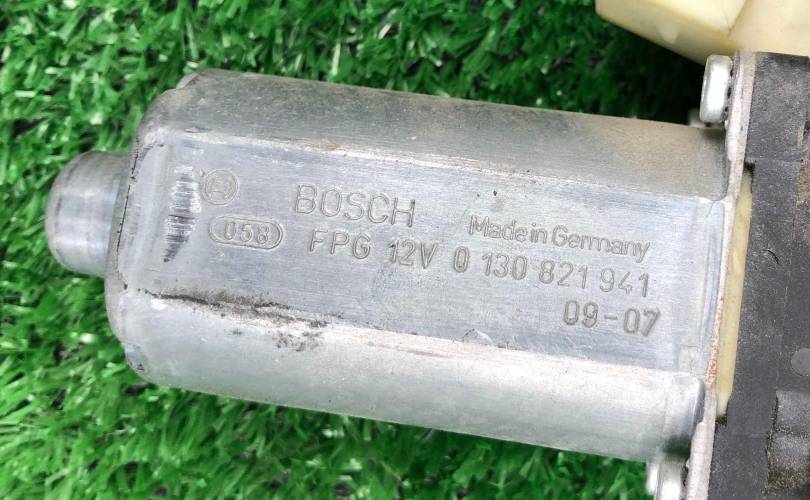 BOSCH Made in Germany
058 FPG 12V 0 130 821 941
09-07